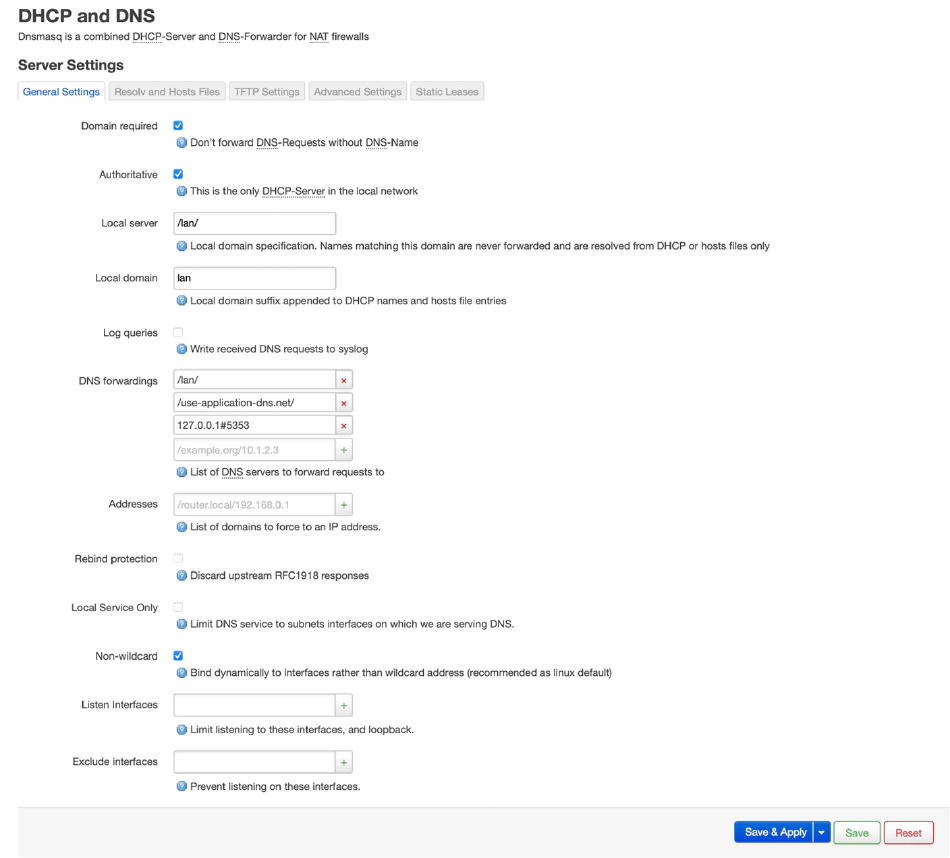 DHCP and DNS
Dnsmasq is a combined DHCP-Server and DNS-Forwarder for NAT firewalls
Server Settings
General Settings Resolv and Hosts Files TFTP Settings Advanced Settings Static Leases
Domain required
Don't forward DNS-Requests without DNS-Name
Authoritative
This is the only DHCP-Server in the local network
Local server /lan/
Local domain specification. Names matching this domain are never forwarded and are resolved from DHCP or hosts files only
Local domain lan
Local domain suffix appended to DHCP names and hosts file entries
Log queries
Write received DNS requests to syslog
DNS forwardings /lan/ ×
/use-application-dns.net/ ×
127.0.0.1#5353 ×
/example.org/10.1.2.3 +
List of DNS servers to forward requests to
Addresses /router.local/192.168.0.1 +
List of domains to force to an IP address.
Rebind protection
Discard upstream RFC1918 responses
Local Service Only
Limit DNS service to subnets interfaces on which we are serving DNS.
Non-wildcard
Bind dynamically to interfaces rather than wildcard address (recommended as linux default)
Listen Interfaces +
Limit listening to these interfaces, and loopback.
Exclude interfaces +
Prevent listening on these interfaces.
Save & Apply Save Reset